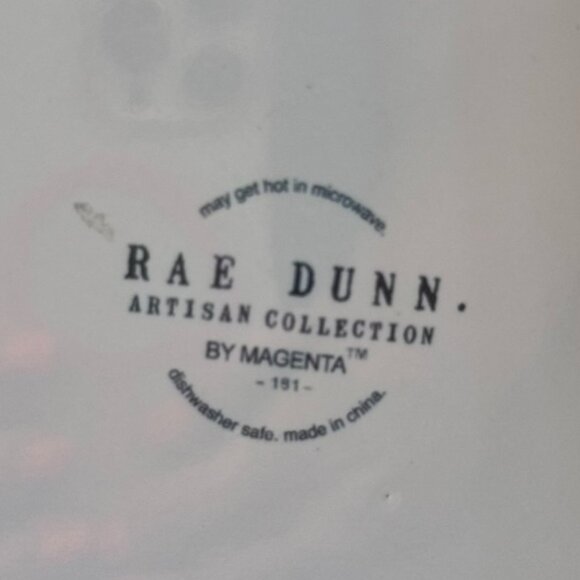 may get hot in microwave.
RAE DUNN.
ARTISAN COLLECTION
BY MAGENTA™
- 191 -
dishwasher safe. made in china.